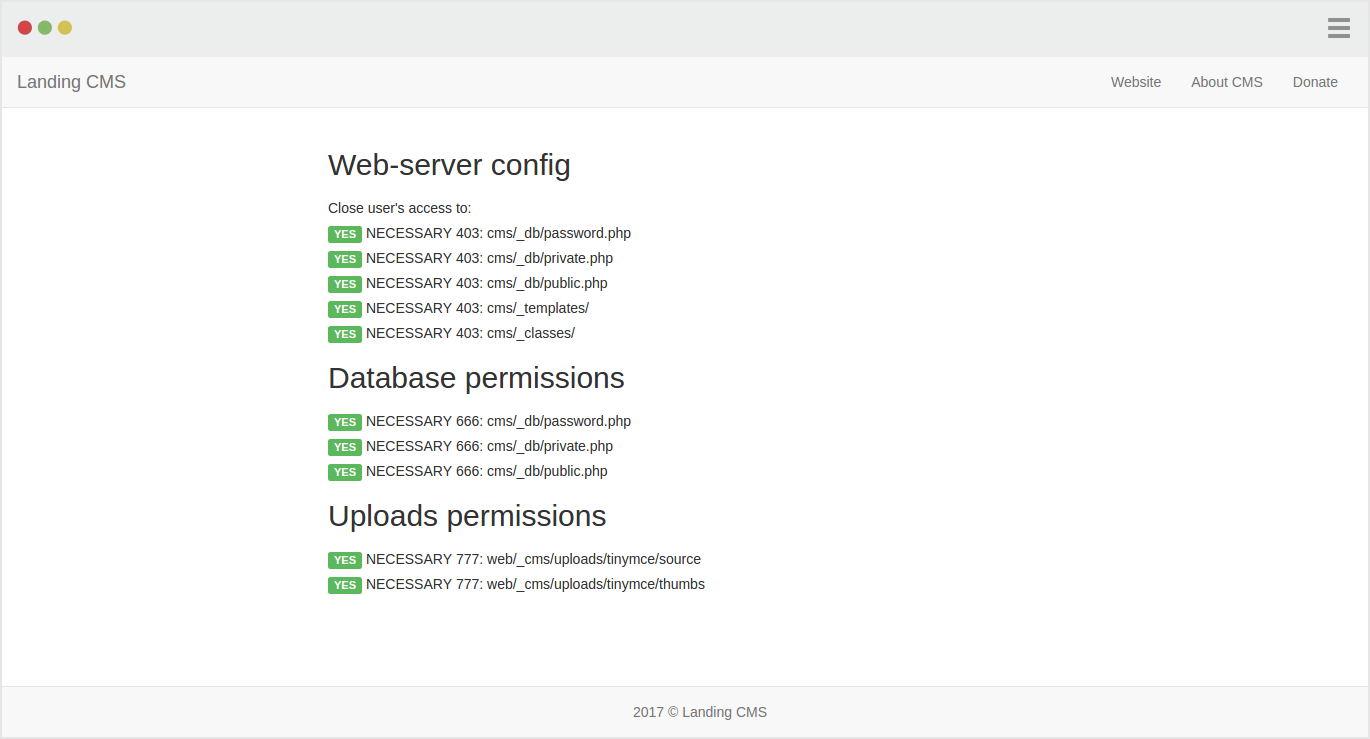 Landing CMS
Website About CMS Donate
Web-server config
Close user's access to:
YES NECESSARY 403: cms/_db/password.php
YES NECESSARY 403: cms/_db/private.php
YES NECESSARY 403: cms/_db/public.php
YES NECESSARY 403: cms/_templates/
YES NECESSARY 403: cms/_classes/
Database permissions
YES NECESSARY 666: cms/_db/password.php
YES NECESSARY 666: cms/_db/private.php
YES NECESSARY 666: cms/_db/public.php
Uploads permissions
YES NECESSARY 777: web/_cms/uploads/tinymce/source
YES NECESSARY 777: web/_cms/uploads/tinymce/thumbs
2017 © Landing CMS